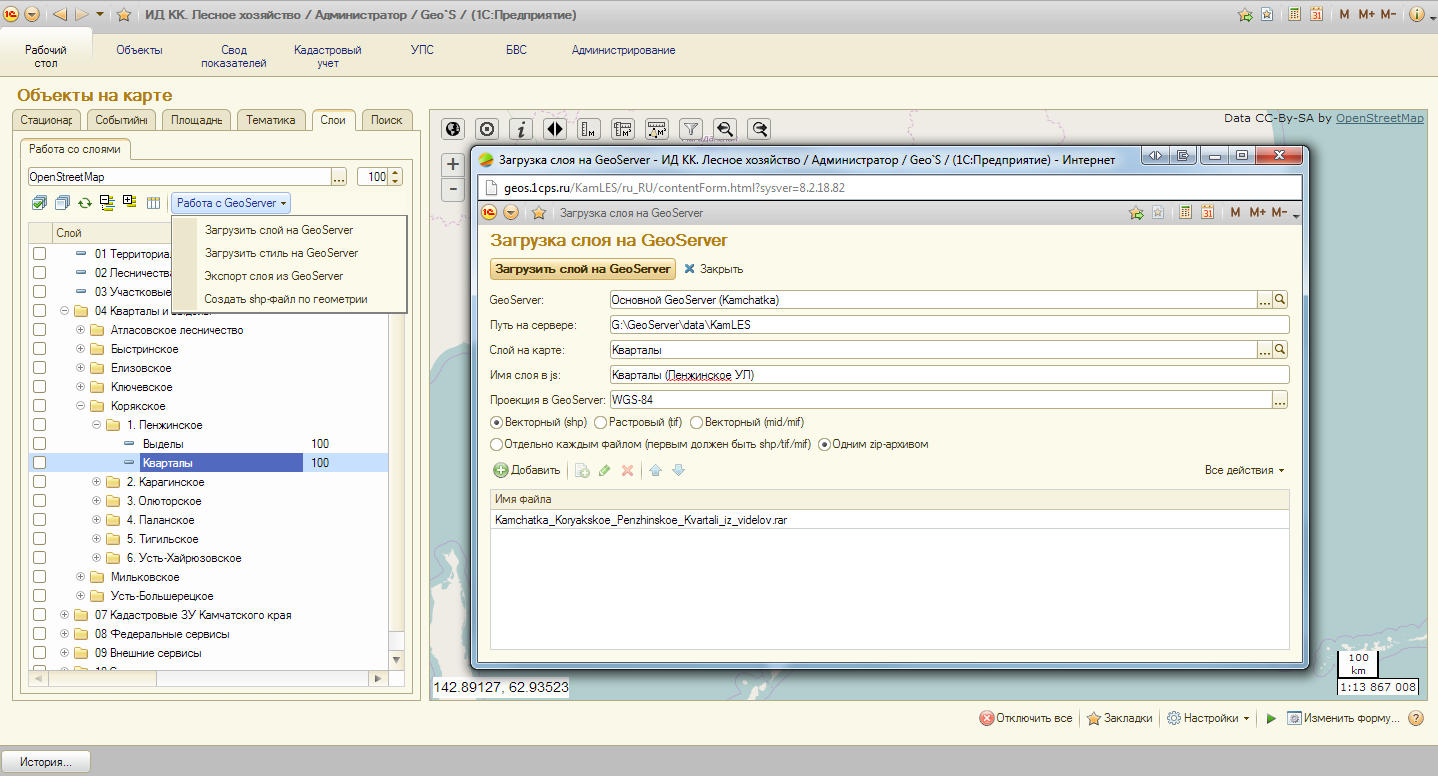 ИД КК. Лесное хозяйство / Администратор / Geo`S / (1С:Предприятие)
M M+ M-
Рабочий стол
Объекты
Свод показателей
Кадастровый учет
УПС
БВС
Администрирование
Объекты на карте
Стационар
Событийн
Площаднь
Тематика
Слои
Поиск
Работа со слоями
OpenStreetMap
...
100
Работа с GeoServer
Загрузить слой на GeoServer
Загрузить стиль на GeoServer
Экспорт слоя из GeoServer
Создать shp-файл по геометрии
Слой
01 Территориа
02 Лесничества
03 Участковые
04 Кварталы и выделы
Атласовское лесничество
Быстринское
Елизовское
Ключевское
Корякское
1. Пенжинское
Выделы 100
Кварталы 100
2. Карагинское
3. Олюторское
4. Паланское
5. Тигильское
6. Усть-Хайрюзовское
Мильковское
Усть-Большерецкое
07 Кадастровые ЗУ Камчатского края
08 Федеральные сервисы
09 Внешние сервисы
Data CC-By-SA by OpenStreetMap
+
-
Загрузка слоя на GeoServer - ИД КК. Лесное хозяйство / Администратор / Geo`S / (1С:Предприятие) - Интернет
geos.1cps.ru/KamLES/ru_RU/contentForm.html?sysver=8.2.18.82
Загрузка слоя на GeoServer
M M+ M-
Загрузка слоя на GeoServer
Загрузить слой на GeoServer
Закрыть
GeoServer: Основной GeoServer (Kamchatka) ...
Путь на сервере: G:\GeoServer\data\KamLES
Слой на карте: Кварталы ...
Имя слоя в js: Кварталы (Пенжинское УЛ)
Проекция в GeoServer: WGS-84 ...
Векторный (shp) Растровый (tif) Векторный (mid/mif)
Отдельно каждым файлом (первым должен быть shp/tif/mif) Одним zip-архивом
Добавить
Все действия
Имя файла
Kamchatka_Koryakskoe_Penzhinskoe_Kvartali_iz_videlov.rar
142.89127, 62.93523
100
km
1:13 867 008
Отключить все
Закладки
Настройки
Изменить форму...
История...